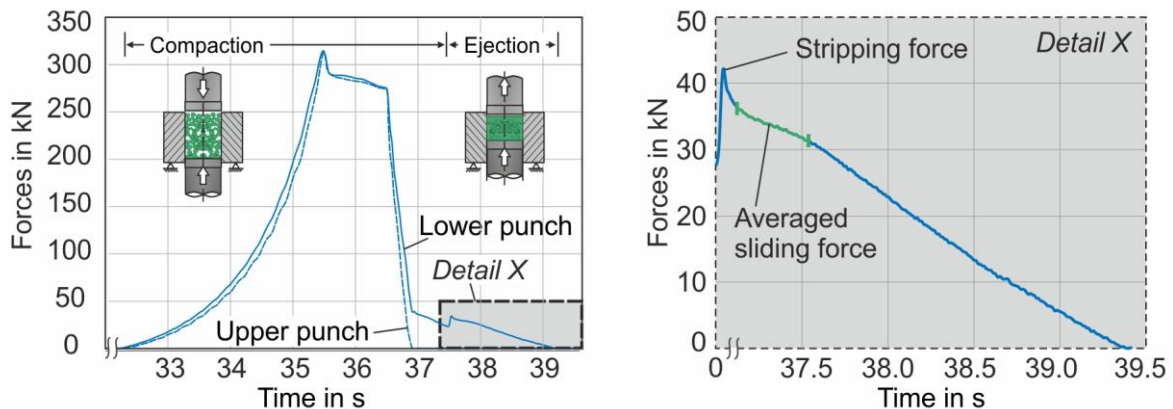 Forces in kN
350
300
250
200
150
100
50
0
Compaction
Ejection
Lower punch
Detail X
Upper punch
33 34 35 36 37 38 39
Time in s
Forces in kN
50
40
30
20
10
0
Stripping force
Detail X
Averaged
sliding force
0 37.5 38.0 38.5 39.0 39.5
Time in s